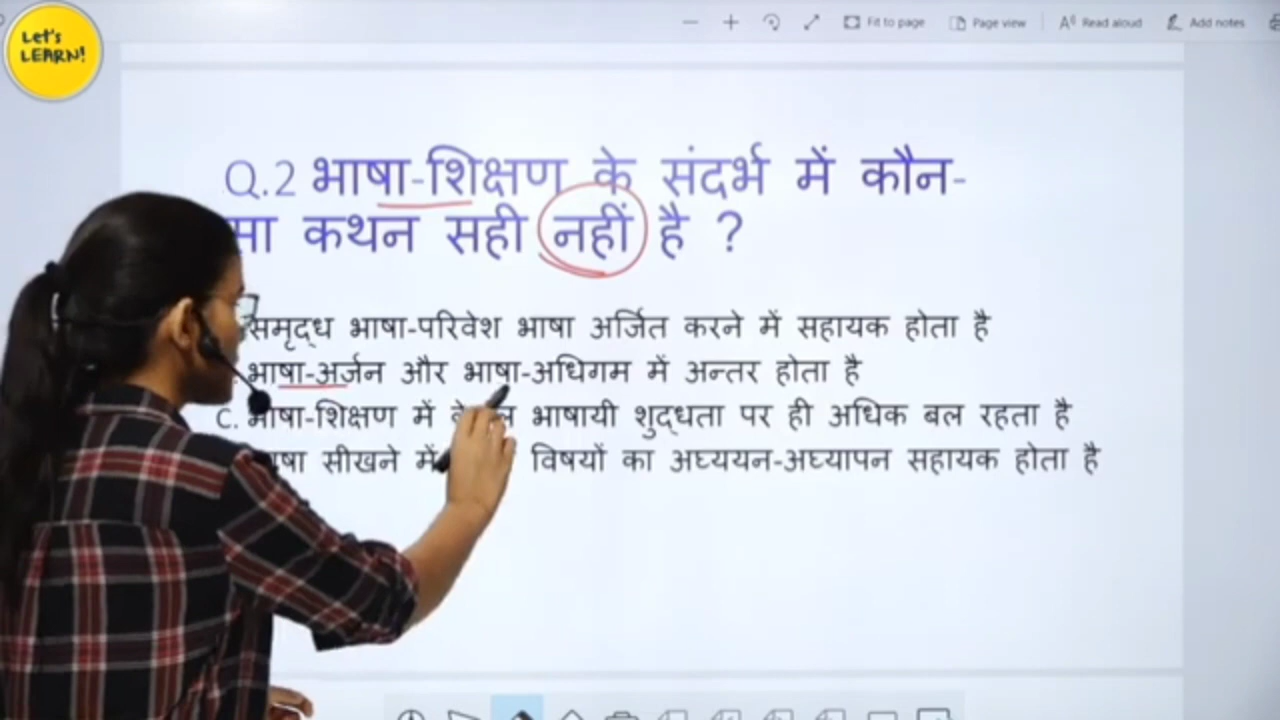 Let's
LEARN!
Fit to page
Page view
Read aloud
Add notes
Q.2 भाषा-शिक्षण के संदर्भ में कौन-
सा कथन सही नहीं है ?
समृद्ध भाषा-परिवेश भाषा अर्जित करने में सहायक होता है
भाषा-अर्जन और भाषा-अधिगम में अन्तर होता है
C. भाषा-शिक्षण में भाषायी शुद्धता पर ही अधिक बल रहता है
सीखने में विषयों का अघ्ययन-अघ्यापन सहायक होता है